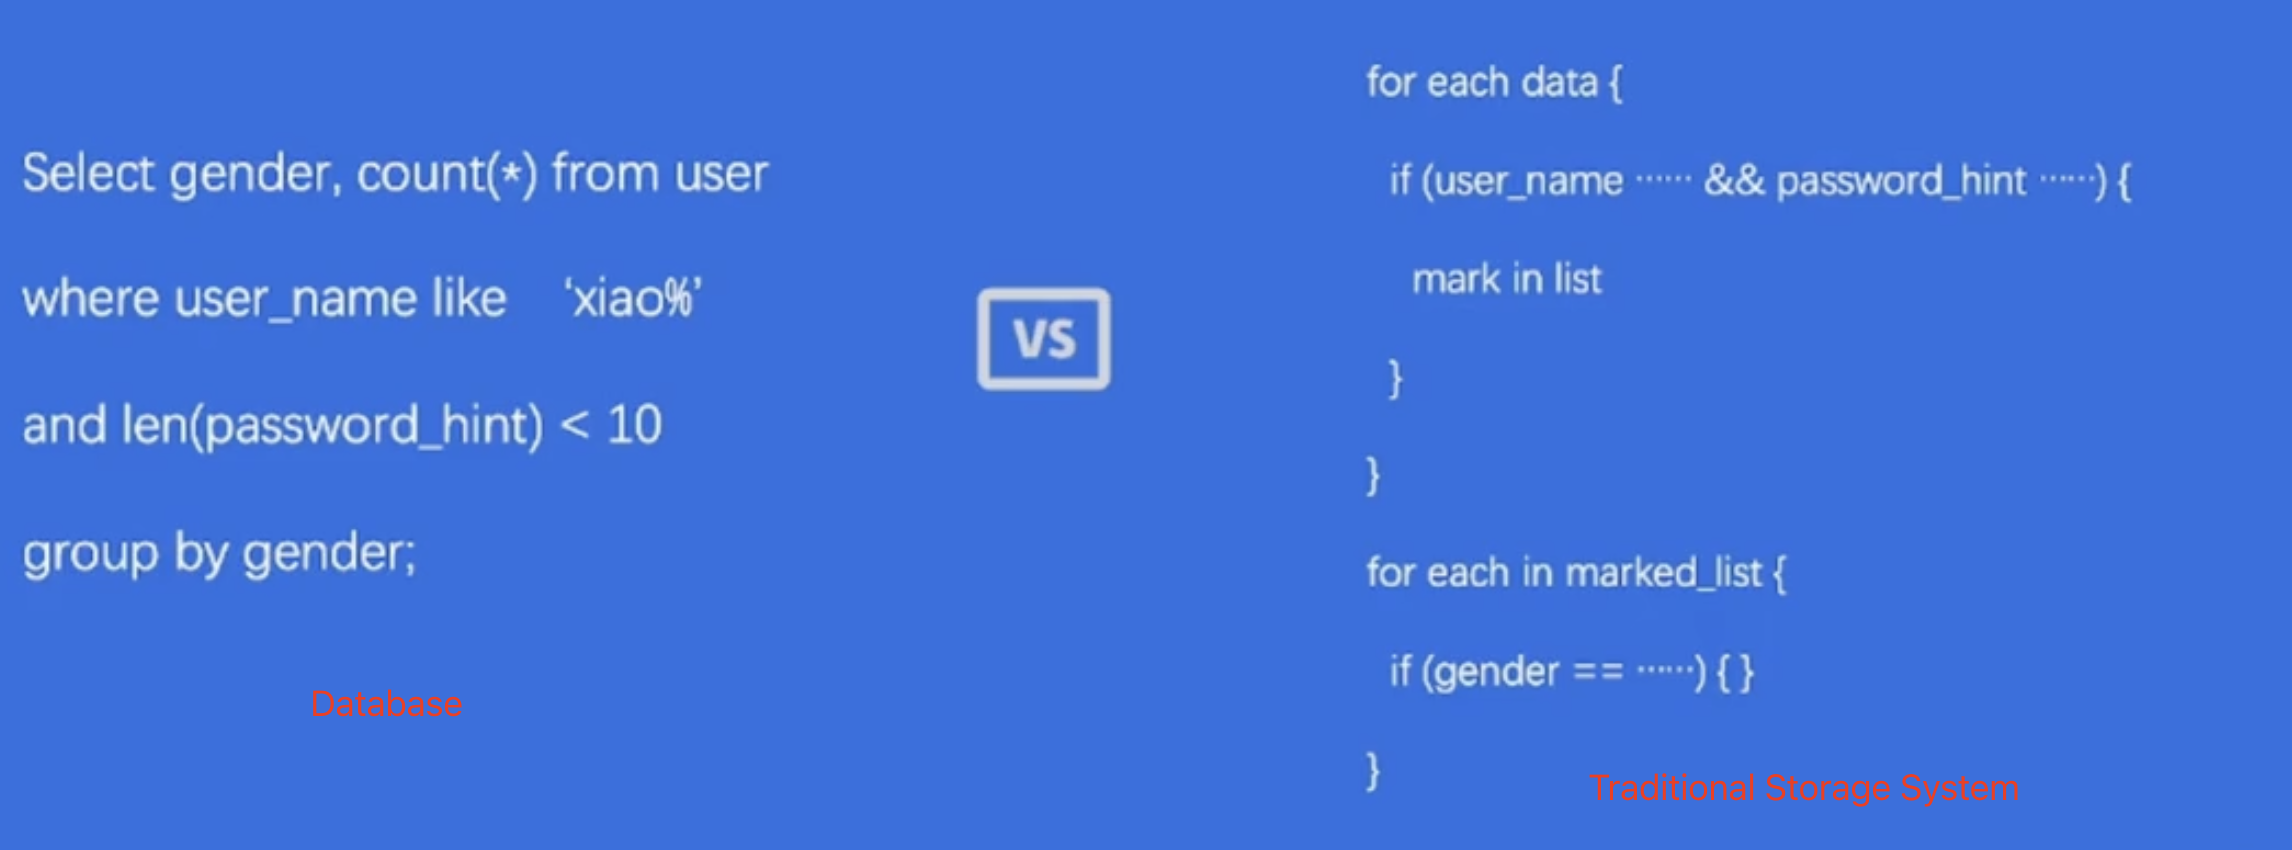 Select gender, count(*) from user
where user_name like ‘xiao%’
and len(password_hint) < 10
group by gender;
Database
VS
for each data {
if (user_name ······ && password_hint ······) {
mark in list
}
}
for each in marked_list {
if (gender == ······) { }
}
Traditional Storage System